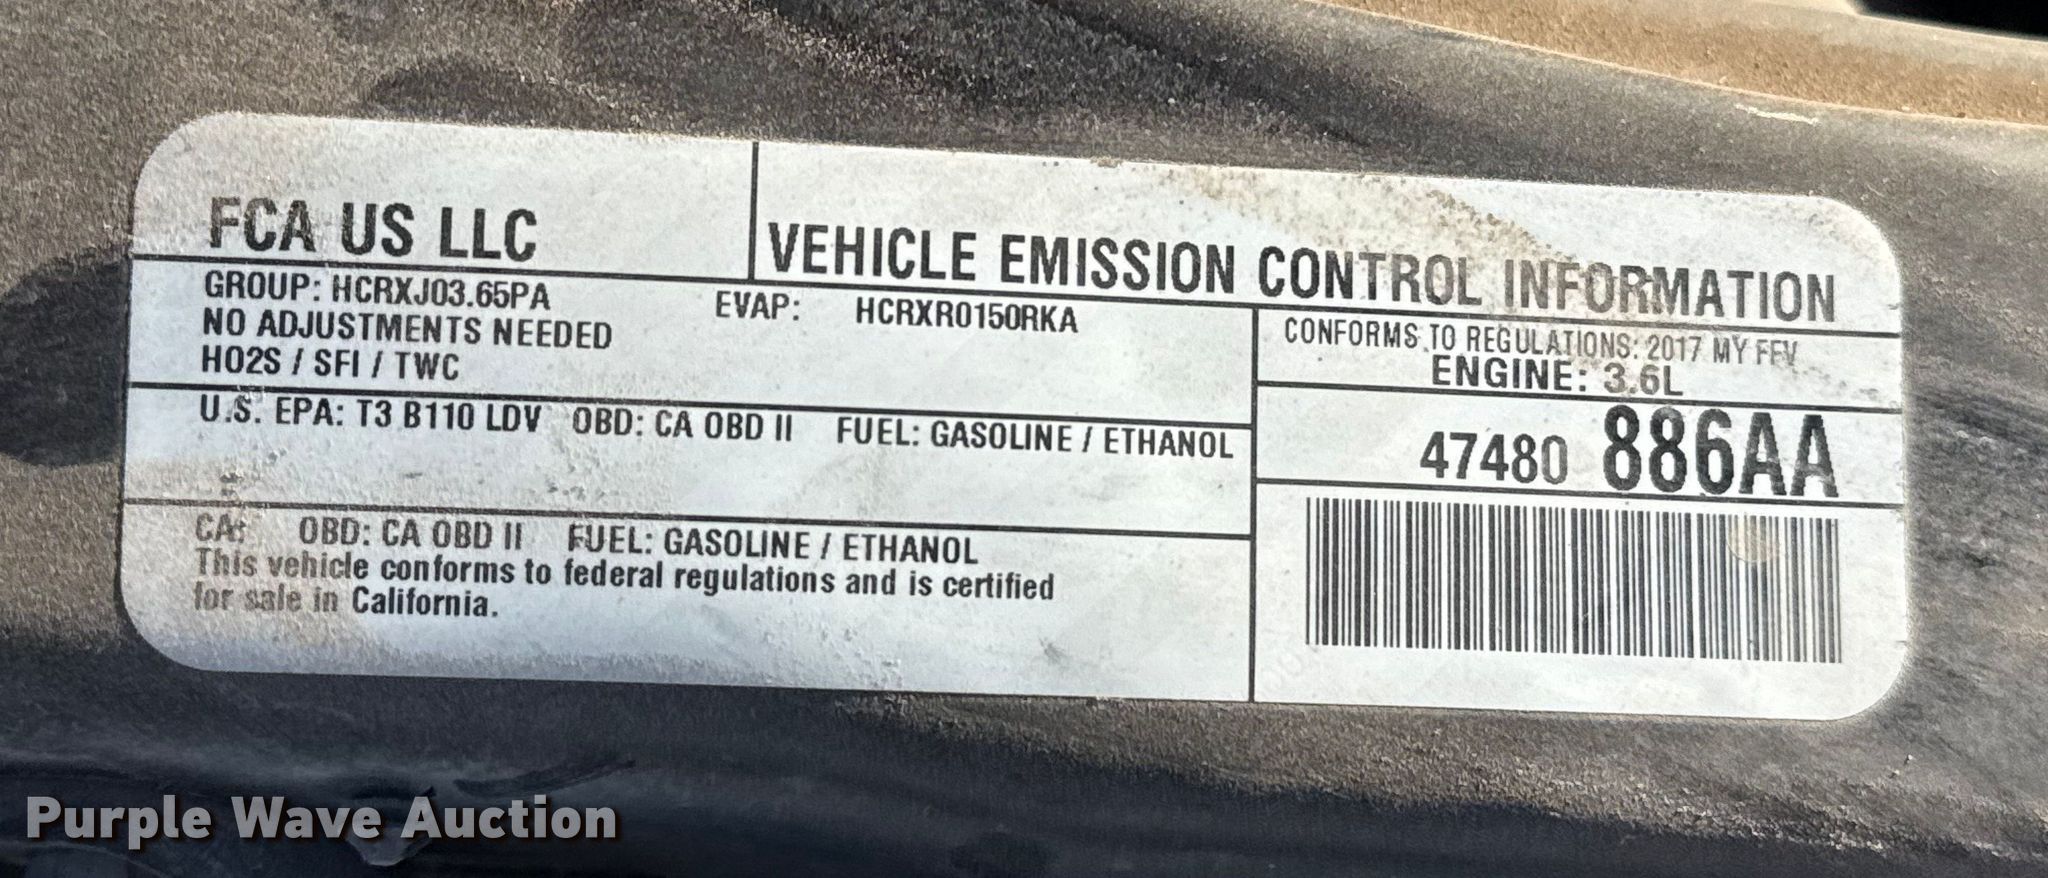 FCA US LLC
VEHICLE EMISSION CONTROL INFORMATION
GROUP: HCRXJ03.65PA EVAP: HCRXR0150RKA
NO ADJUSTMENTS NEEDED
HO2S / SFI / TWC
CONFORMS TO REGULATIONS: 2017 MY FFV
ENGINE: 3.6L
U.S. EPA: T3 B110 LDV OBD: CA OBD II FUEL: GASOLINE / ETHANOL
47480 886AA
CA: OBD: CA OBD II FUEL: GASOLINE / ETHANOL
This vehicle conforms to federal regulations and is certified
for sale in California.
Purple Wave Auction